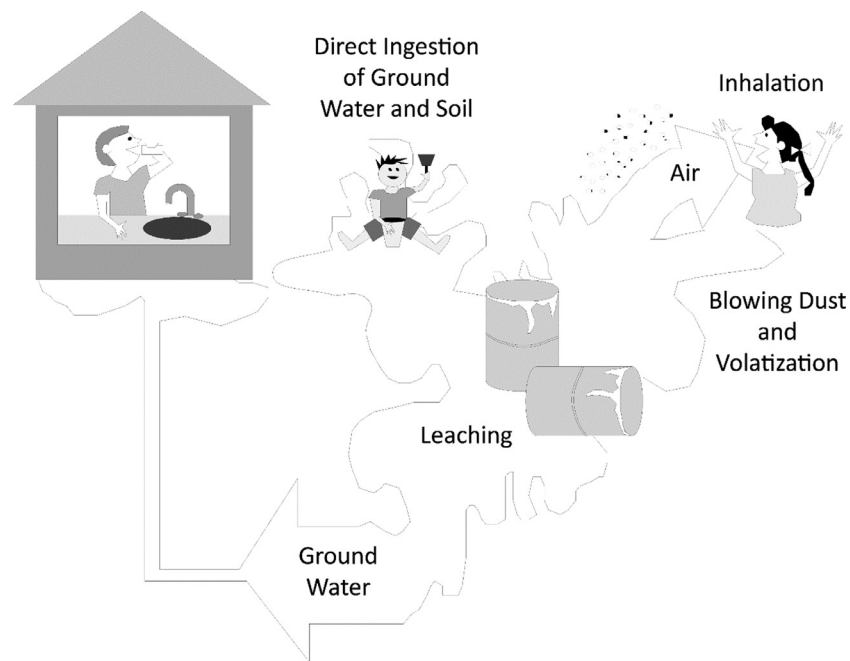 Direct Ingestion
of Ground
Water and Soil
Inhalation
Air
Blowing Dust
and
Volatization
Leaching
Ground
Water